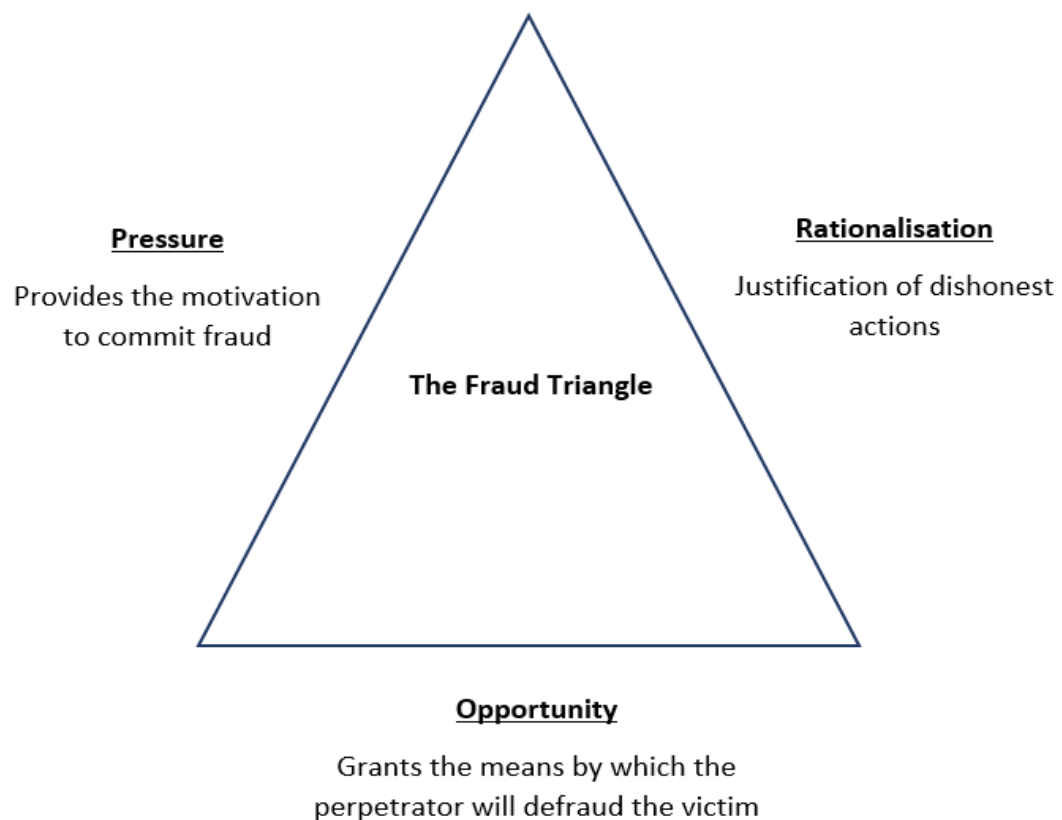 Pressure
Provides the motivation
to commit fraud
Rationalisation
Justification of dishonest
actions
The Fraud Triangle
Opportunity
Grants the means by which the
perpetrator will defraud the victim